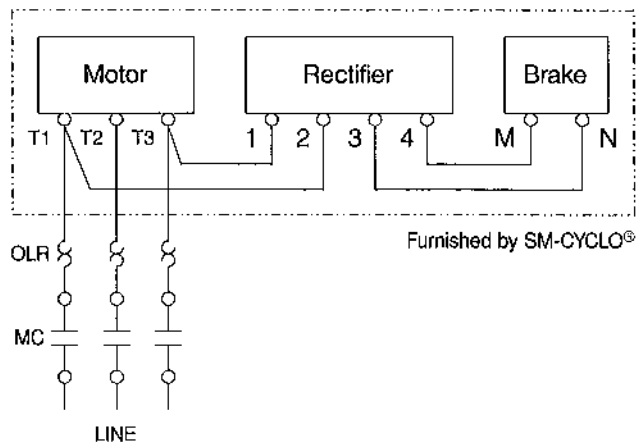 Motor Rectifier Brake
T1 T2 T3 1 2 3 4 M N
Furnished by SM-CYCLO®
OLR
MC
LINE